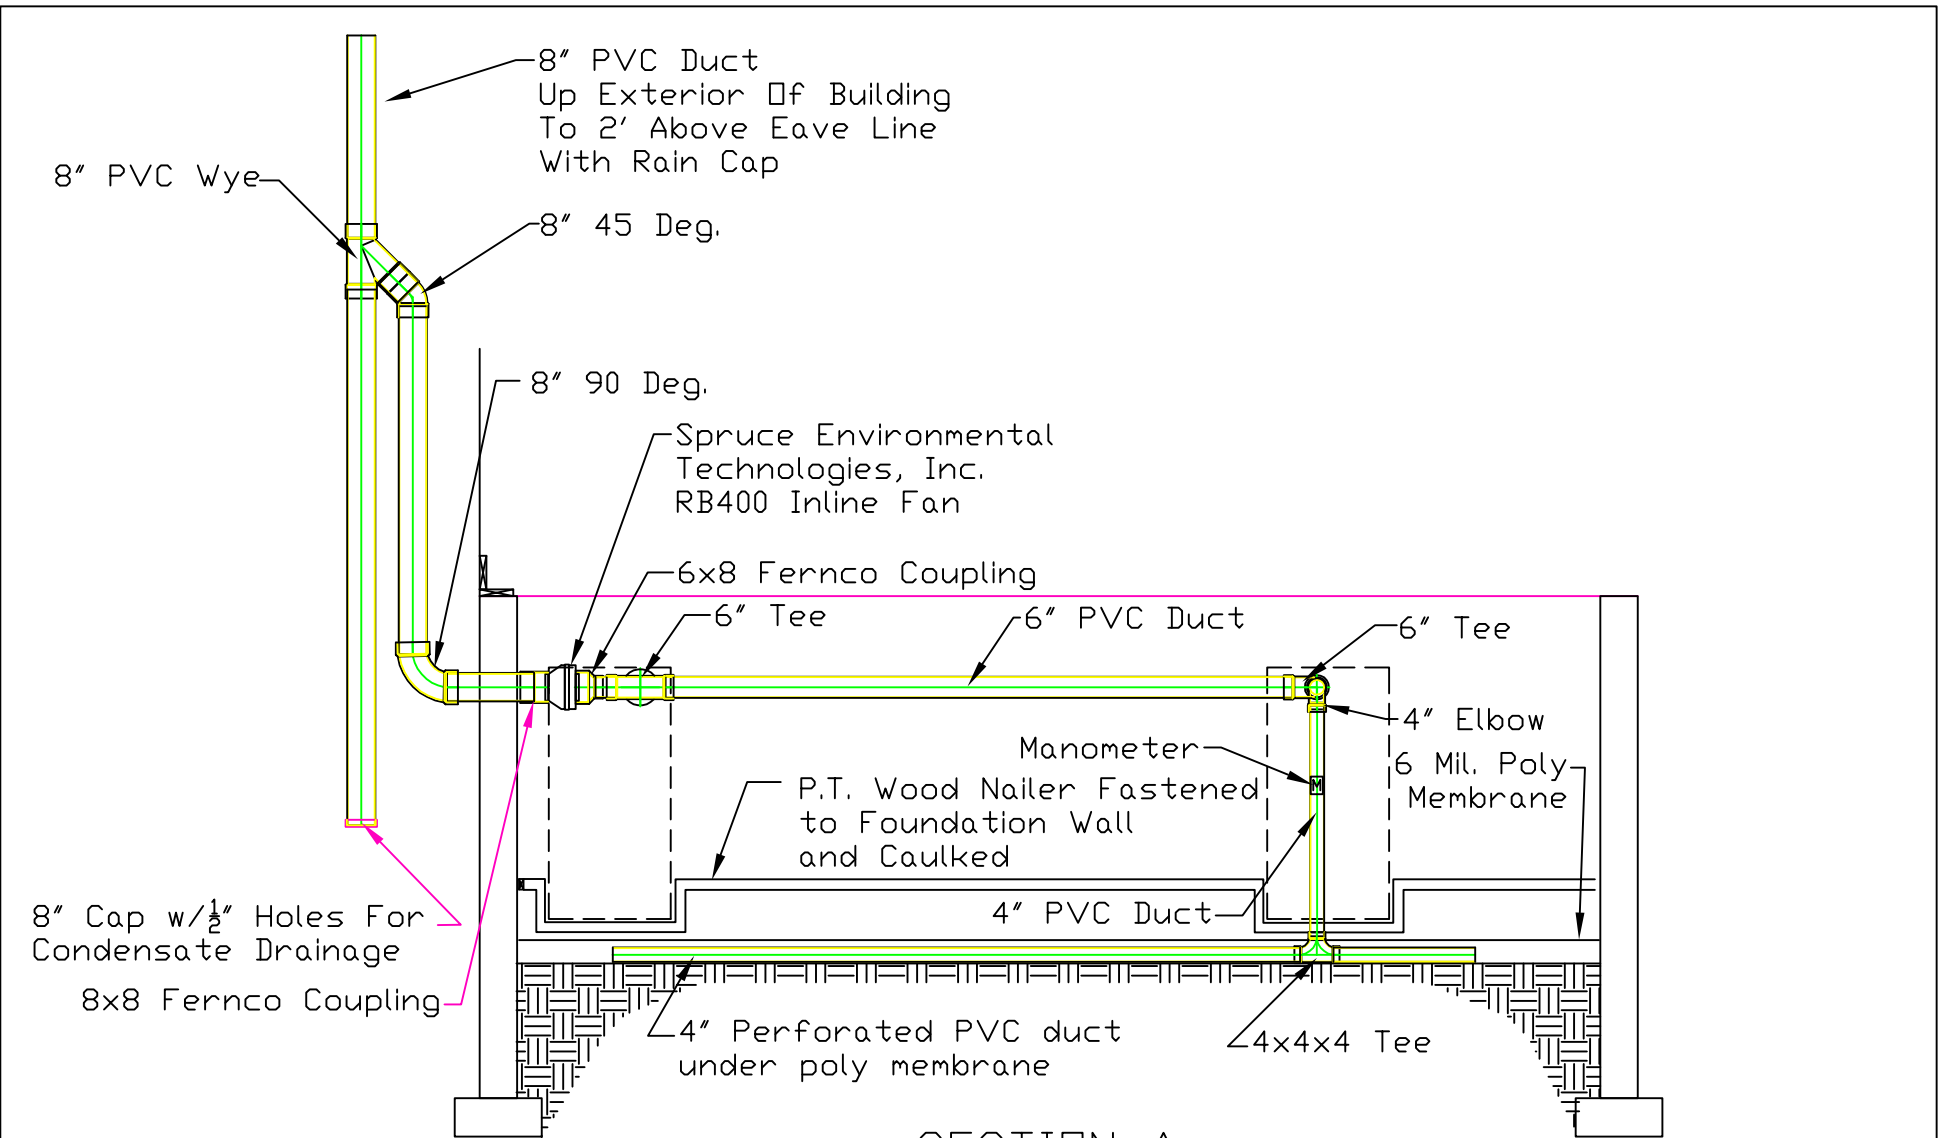 8" PVC Duct
Up Exterior Of Building
To 2' Above Eave Line
With Rain Cap
8" PVC Wye
8" 45 Deg.
8" 90 Deg.
Spruce Environmental
Technologies, Inc.
RB400 Inline Fan
6x8 Fernco Coupling
6" Tee
6" PVC Duct
6" Tee
4" Elbow
Manometer
6 Mil. Poly
Membrane
M
P.T. Wood Nailer Fastened
to Foundation Wall
and Caulked
4" PVC Duct
8" Cap w/½" Holes For
Condensate Drainage
8x8 Fernco Coupling
4" Perforated PVC duct
under poly membrane
4x4x4 Tee
SECTION A